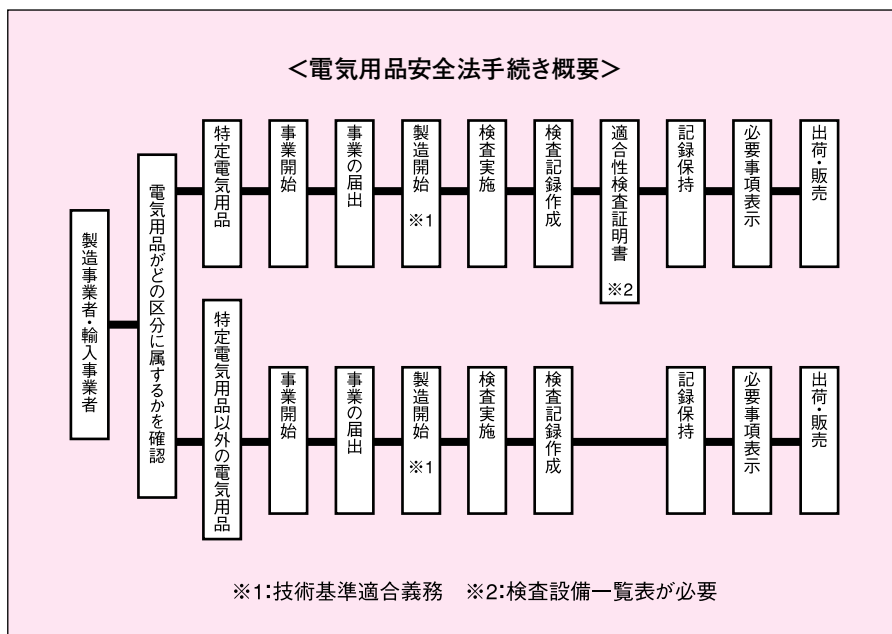 ＜電気用品安全法手続き概要＞
製造事業者・輸入事業者
電気用品がどの区分に属するかを確認
特定電気用品
事業開始
事業の届出
製造開始 ※1
検査実施
検査記録作成
適合性検査証明書 ※2
記録保持
必要事項表示
出荷・販売
特定電気用品以外の電気用品
事業開始
事業の届出
製造開始 ※1
検査実施
検査記録作成
記録保持
必要事項表示
出荷・販売
※1:技術基準適合義務 ※2:検査設備一覧表が必要